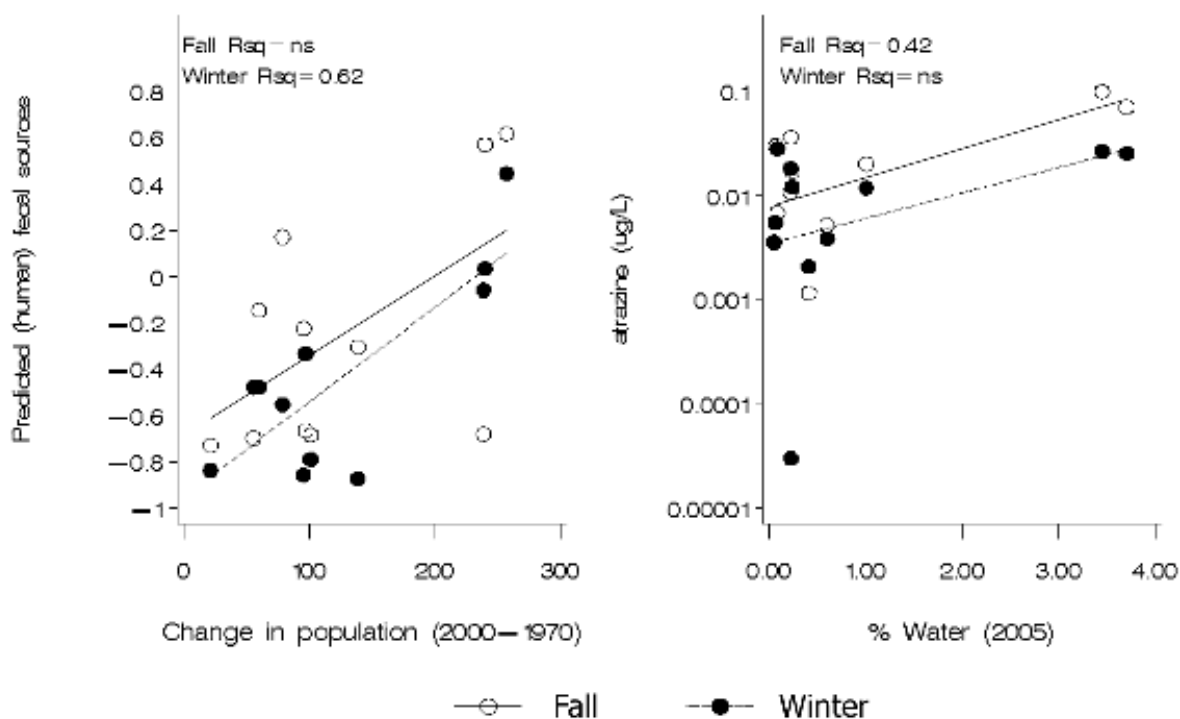 Fall Rsq=ns
Winter Rsq=0.62
Predicted (human) fecal sources
0.8
0.6
0.4
0.2
0
−0.2
−0.4
−0.6
−0.8
−1
0 100 200 300
Change in population (2000−1970)
Fall Rsq=0.42
Winter Rsq=ns
atrazine (ug/L)
0.1
0.01
0.001
0.0001
0.00001
0.00 1.00 2.00 3.00 4.00
% Water (2005)
Fall Winter